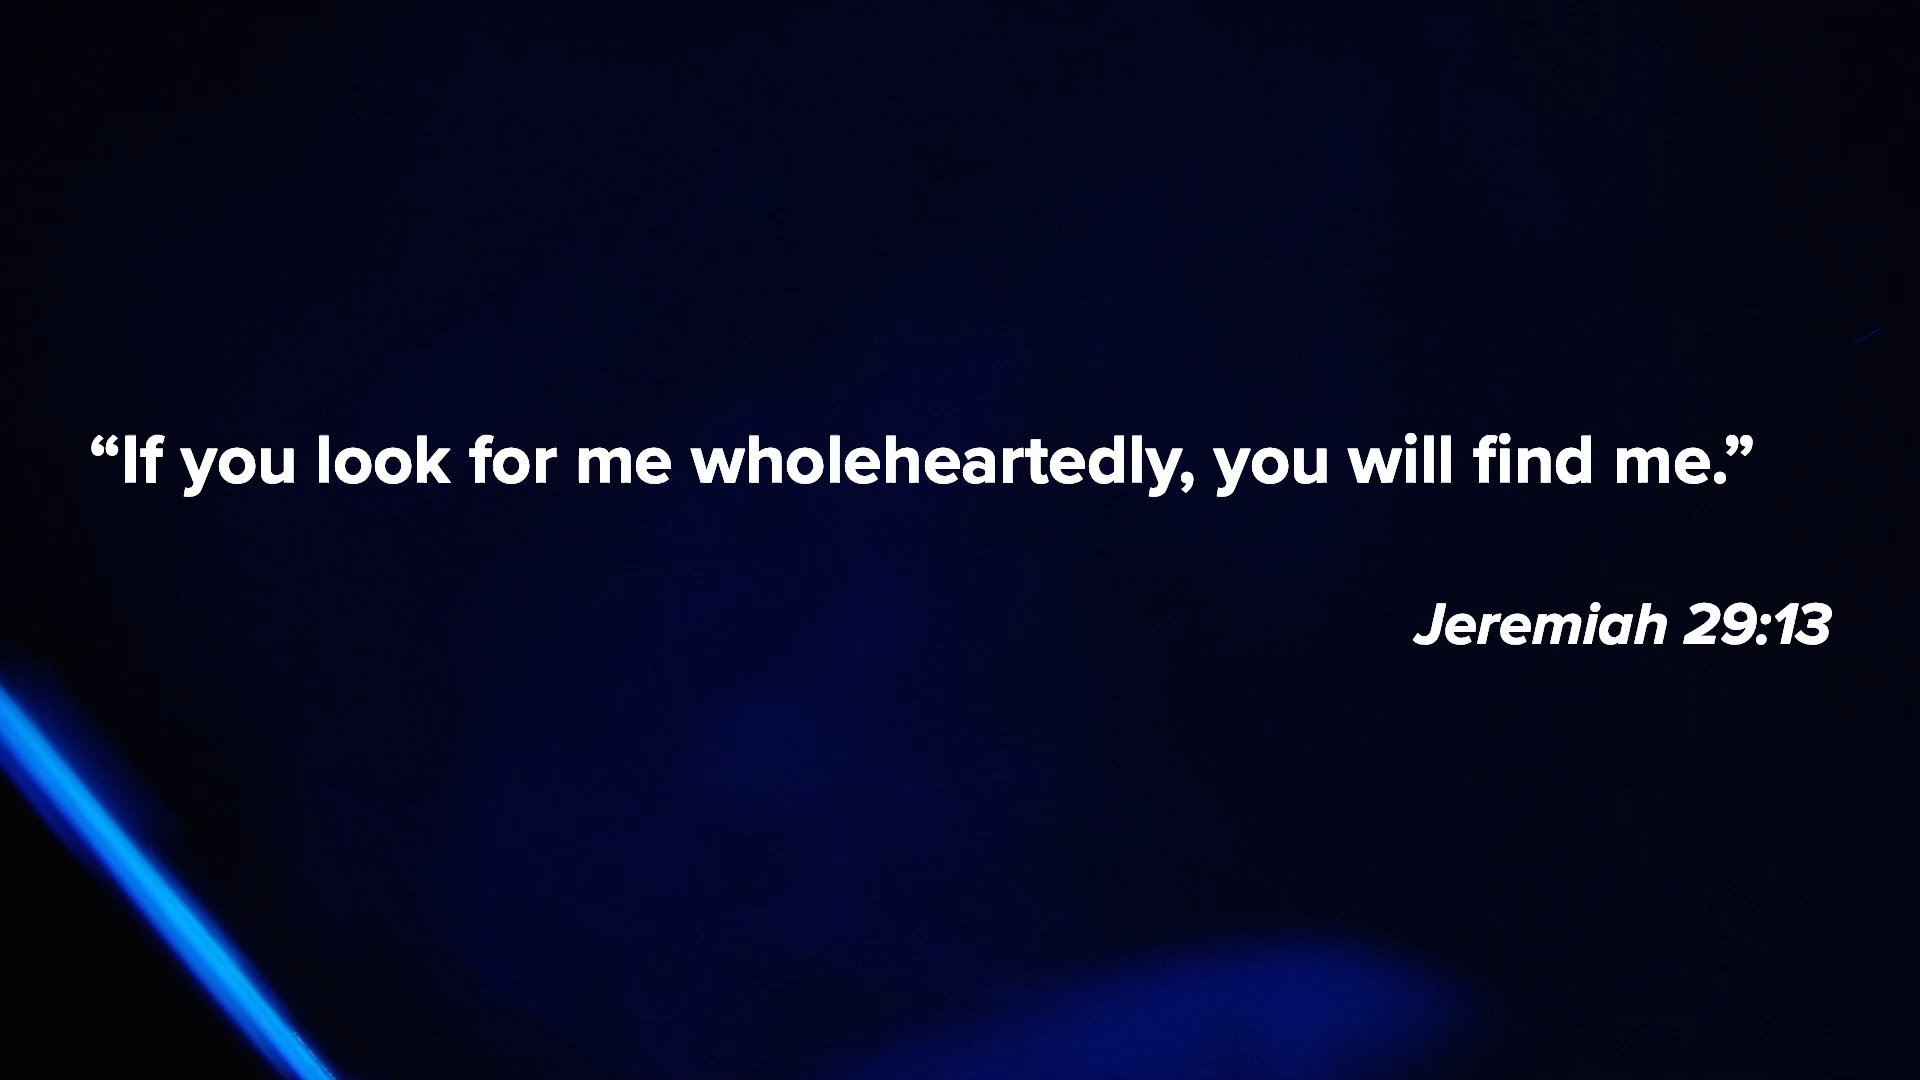 “If you look for me wholeheartedly, you will find me.”
Jeremiah 29:13